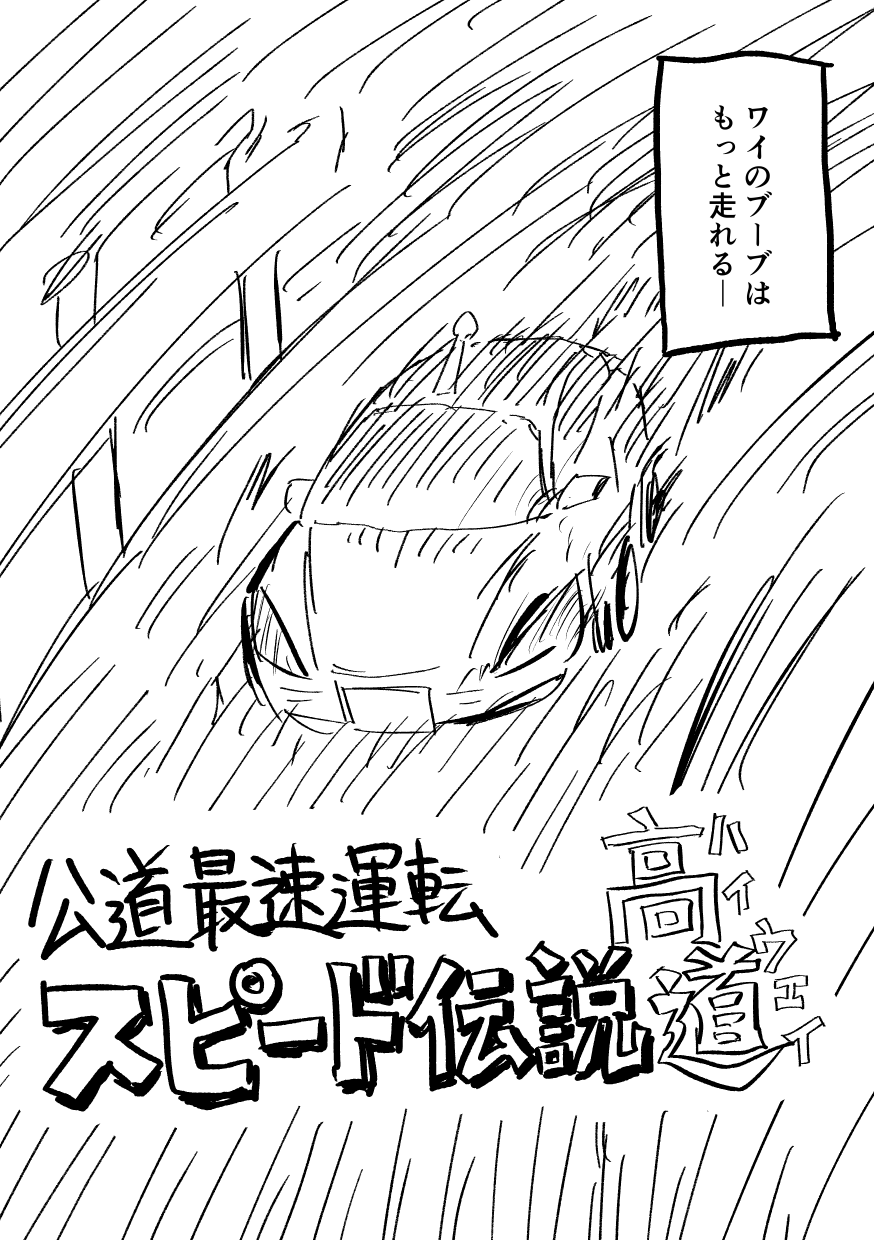 ワイのブーブは
もっと走れる―
公道最速運転
スピード伝説
高道
ハイウェイ